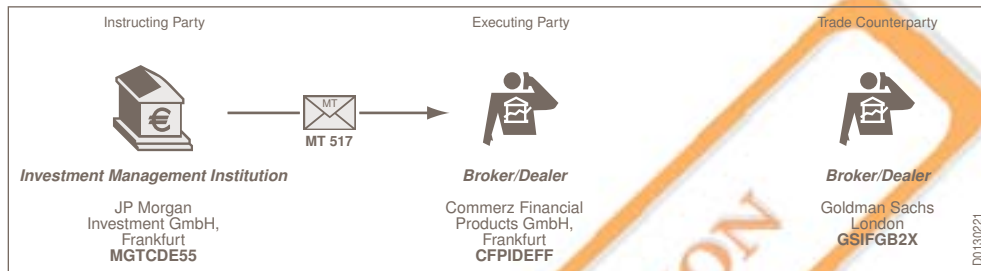 Instructing Party
Executing Party
Trade Counterparty
€
MT
MT 517
Investment Management Institution
Broker/Dealer
Broker/Dealer
JP Morgan
Investment GmbH,
Frankfurt
MGTCDE55
Commerz Financial
Products GmbH,
Frankfurt
CFPIDEFF
Goldman Sachs
London
GSIFGB2X
D0130221
ON